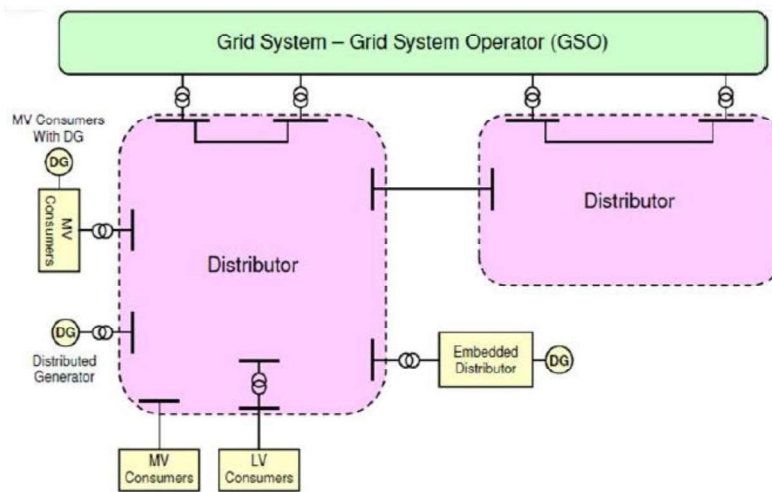 Grid System – Grid System Operator (GSO)
MV Consumers
With DG
DG
MV
Consumers
Distributor
Distributor
DG
Distributed
Generator
Embedded
Distributor
DG
MV
Consumers
LV
Consumers